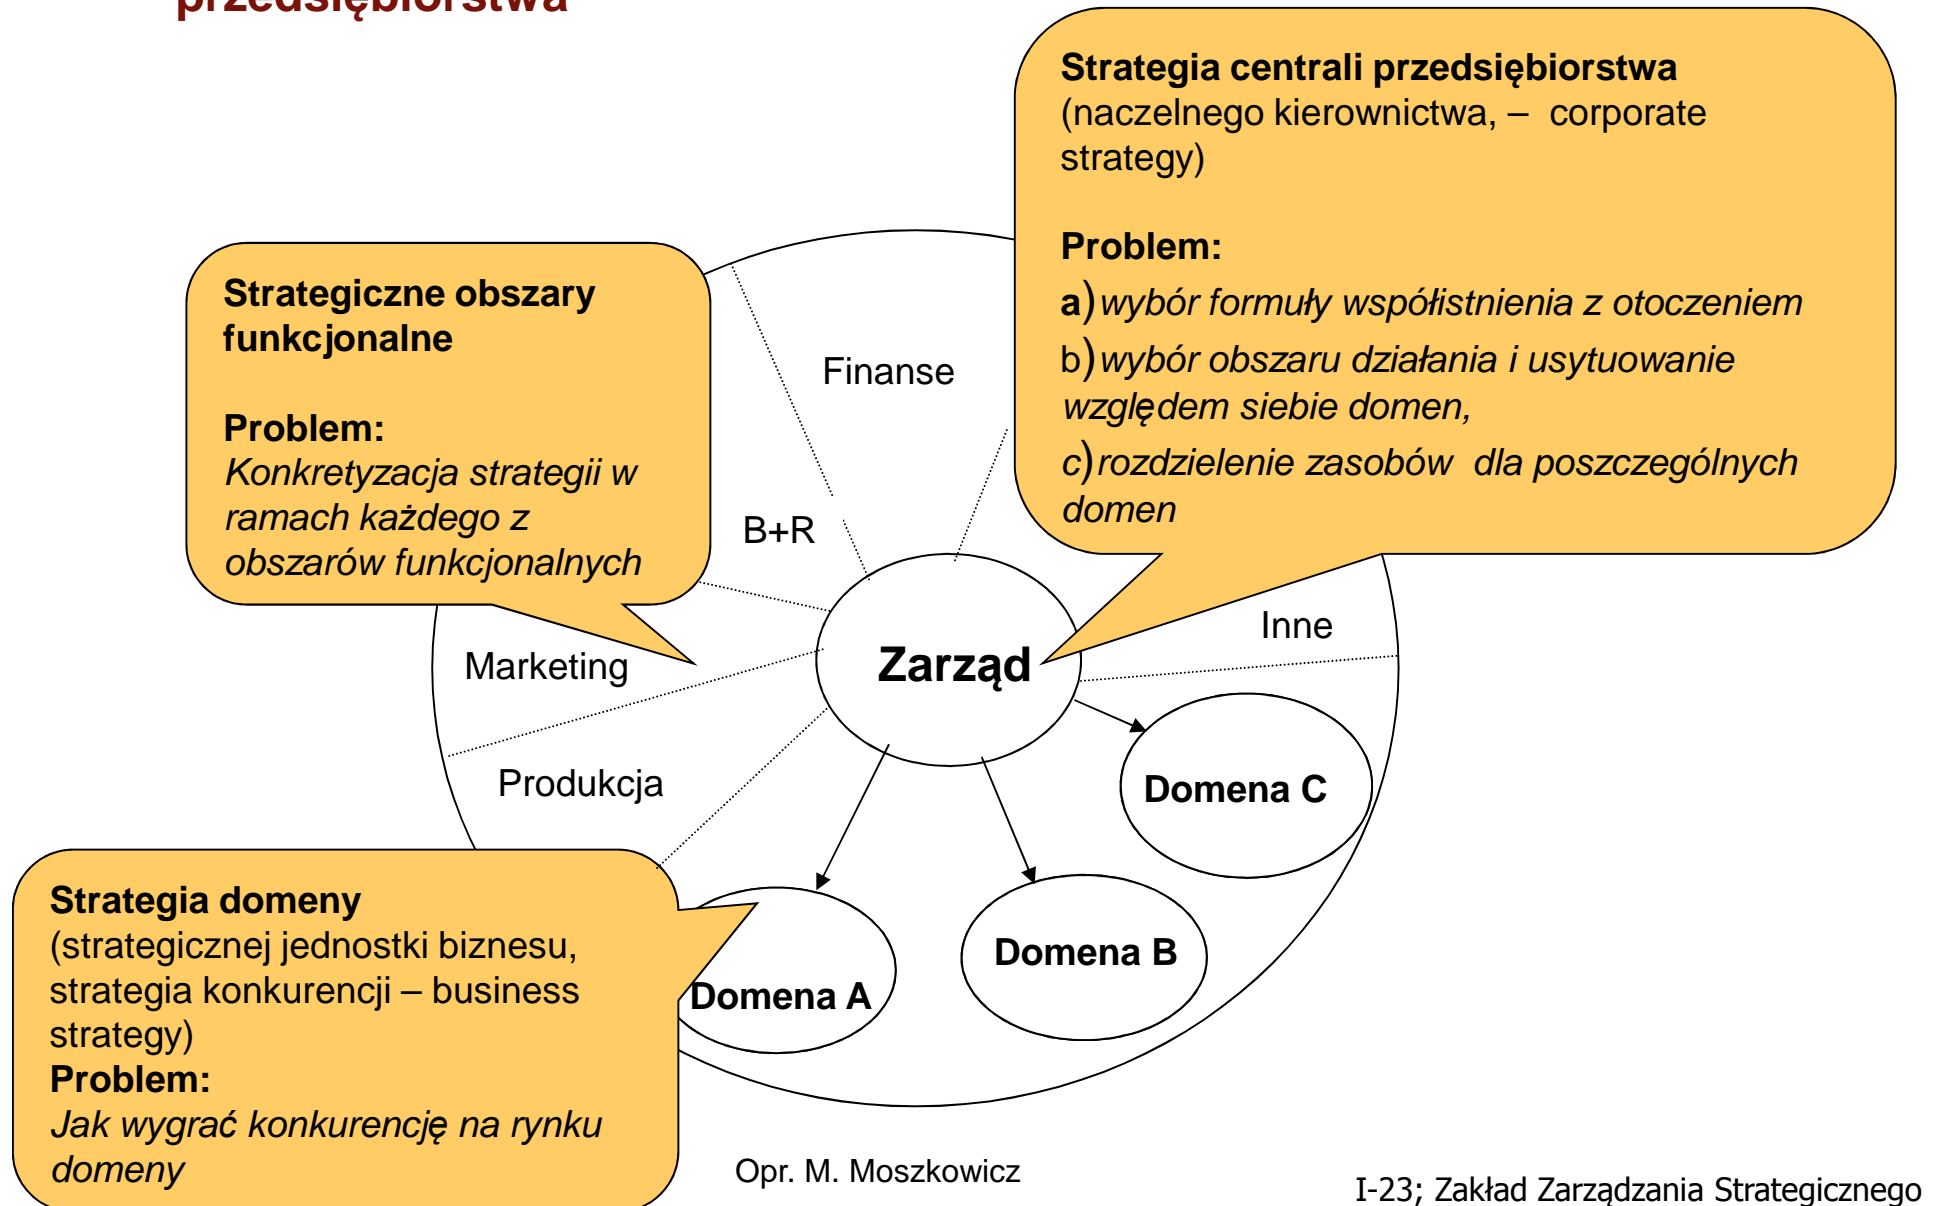 przedsiębiorstwa
Strategia centrali przedsiębiorstwa
(naczelnego kierownictwa, – corporate
strategy)
Problem:
a) wybór formuły współistnienia z otoczeniem
b) wybór obszaru działania i usytuowanie
względem siebie domen,
c) rozdzielenie zasobów dla poszczególnych
domen
Strategiczne obszary
funkcjonalne
Problem:
Konkretyzacja strategii w
ramach każdego z
obszarów funkcjonalnych
Finanse
B+R
Inne
Marketing
Zarząd
Produkcja
Domena C
Domena B
Domena A
Strategia domeny
(strategicznej jednostki biznesu,
strategia konkurencji – business
strategy)
Problem:
Jak wygrać konkurencję na rynku
domeny
Opr. M. Moszkowicz
I-23; Zakład Zarządzania Strategicznego